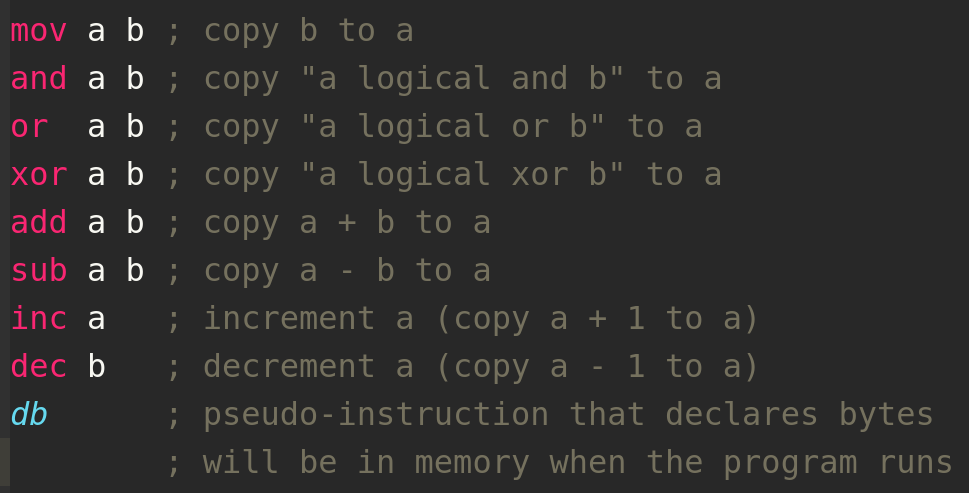 mov a b ; copy b to a
and a b ; copy "a logical and b" to a
or  a b ; copy "a logical or b" to a
xor a b ; copy "a logical xor b" to a
add a b ; copy a + b to a
sub a b ; copy a - b to a
inc a   ; increment a (copy a + 1 to a)
dec b   ; decrement a (copy a - 1 to a)
db      ; pseudo-instruction that declares bytes
        ; will be in memory when the program runs